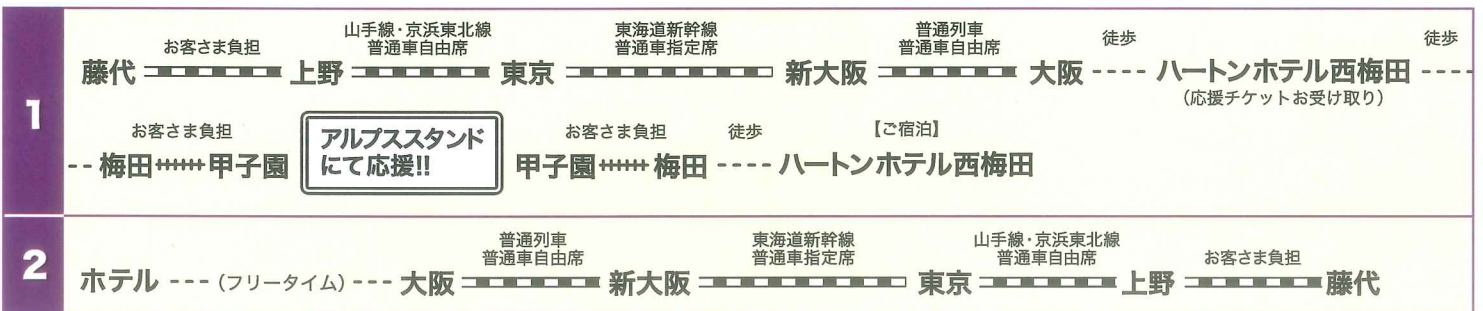 1
お客さま負担
山手線・京浜東北線
普通車自由席
東海道新幹線
普通車指定席
普通列車
普通車自由席
徒歩
徒歩
藤代 上野 東京 新大阪 大阪 ハートンホテル西梅田
(応援チケットお受け取り)
お客さま負担
アルプススタンド
にて応援!!
お客さま負担
徒歩
【ご宿泊】
梅田 甲子園 甲子園 梅田 ハートンホテル西梅田
2
普通列車
普通車自由席
東海道新幹線
普通車指定席
山手線・京浜東北線
普通車自由席
お客さま負担
ホテル (フリータイム) 大阪 新大阪 東京 上野 藤代